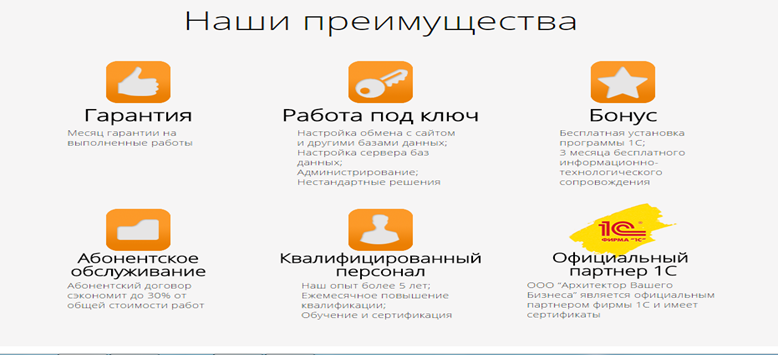 Наши преимущества
Гарантия
Месяц гарантии на
выполненные работы
Работа под ключ
Настройка обмена с сайтом
и другими базами данных;
Настройка сервера баз
данных;
Администрирование;
Нестандартные решения
Бонус
Бесплатная установка
программы 1С;
3 месяца бесплатного
информационно-
технологического
сопровождения
Абонентское
обслуживание
Абонентский договор
сэкономит до 30% от
общей стоимости работ
Квалифицированный
персонал
Наш опыт более 5 лет;
Ежемесячное повышение
квалификации;
Обучение и сертификация
1С
ФИРМА "1С"
Официальный
партнер 1С
ООО "Архитектор Вашего
Бизнеса" является официальным
партнером фирмы 1С и имеет
сертификаты